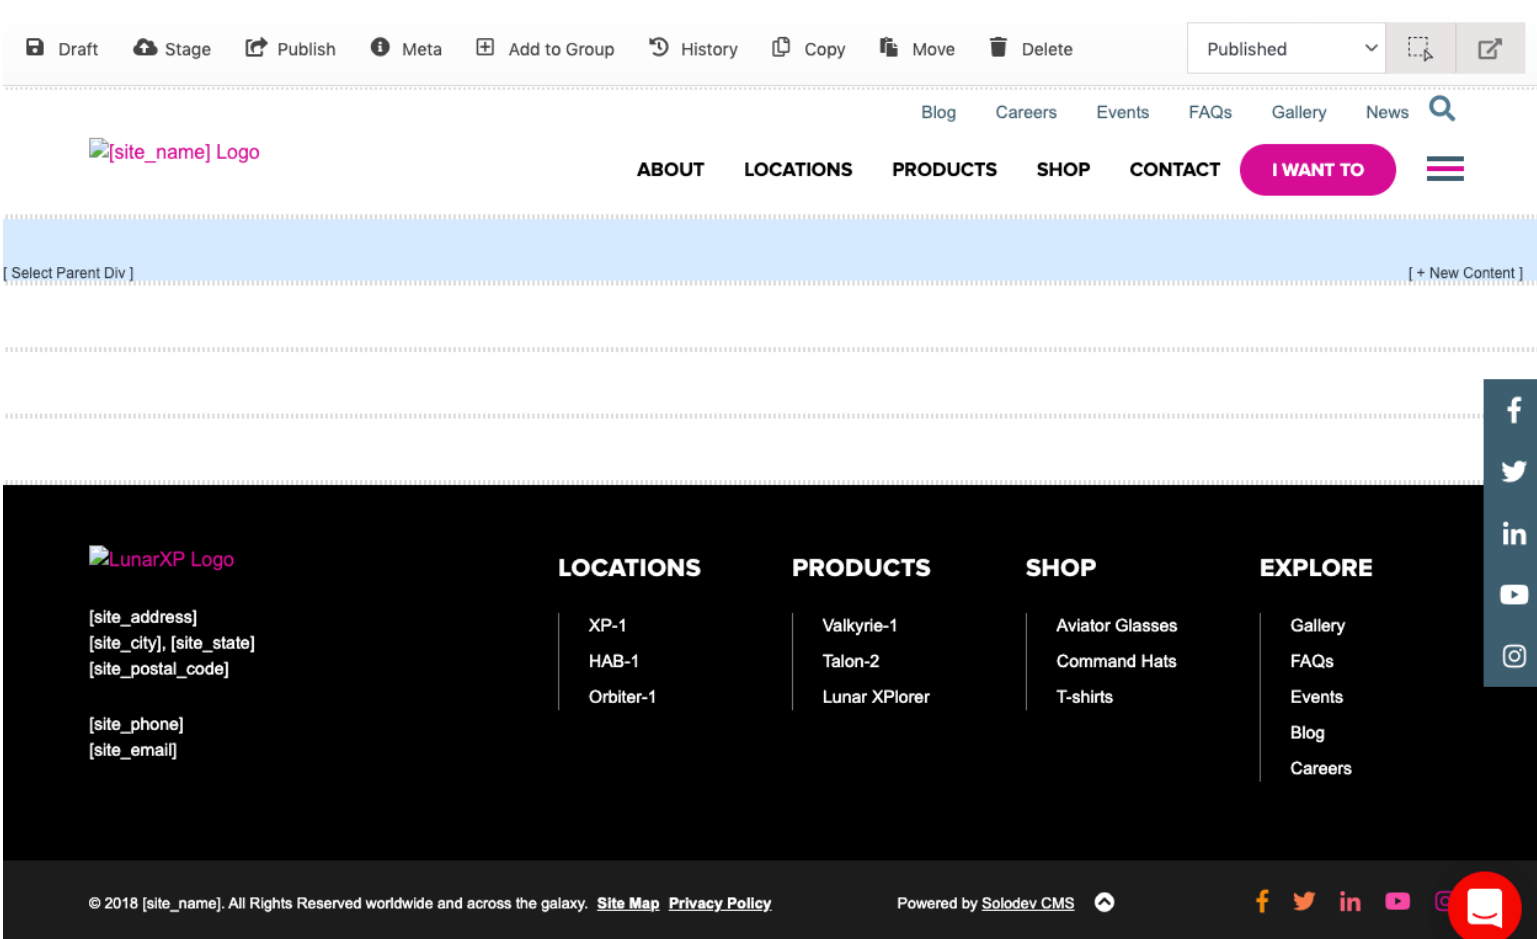 Draft Stage Publish Meta Add to Group History Copy Move Delete Published
Blog Careers Events FAQs Gallery News
[site_name] Logo
ABOUT LOCATIONS PRODUCTS SHOP CONTACT I WANT TO
[ Select Parent Div ] [ + New Content ]
LunarXP Logo
[site_address]
[site_city], [site_state]
[site_postal_code]
[site_phone]
[site_email]
LOCATIONS
XP-1
HAB-1
Orbiter-1
PRODUCTS
Valkyrie-1
Talon-2
Lunar XPlorer
SHOP
Aviator Glasses
Command Hats
T-shirts
EXPLORE
Gallery
FAQs
Events
Blog
Careers
© 2018 [site_name]. All Rights Reserved worldwide and across the galaxy. Site Map Privacy Policy Powered by Solodev CMS